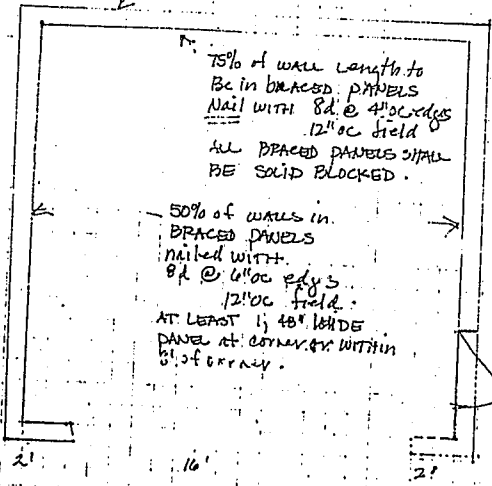 75% of WALL Length to
Be in BRACED PANELS
Nail WITH 8d @ 4"oc edgs
12"oc field
ALL BRACED PANELS SHALL
BE SOLID BLOCKED.
50% of WALLS in
BRACED PANELS
nailed WITH
8d @ 6"oc edgs
12"oc field.
AT LEAST 1, 48" WIDE
PANEL at corner or WITHIN
of corner.
2' 16' 2'